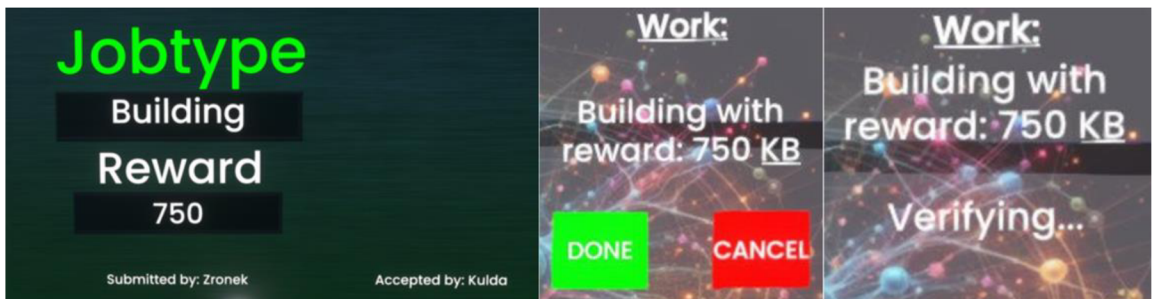 Jobtype
Building
Reward
750
Submitted by: Zronek
Accepted by: Kulda
Work:
Building with
reward: 750 KB
DONE
CANCEL
Work:
Building with
reward: 750 KB.
Verifying...